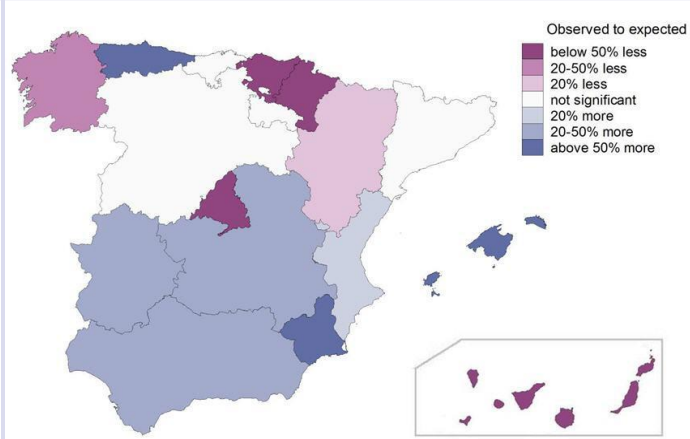 Observed to expected
below 50% less
20-50% less
20% less
not significant
20% more
20-50% more
above 50% more